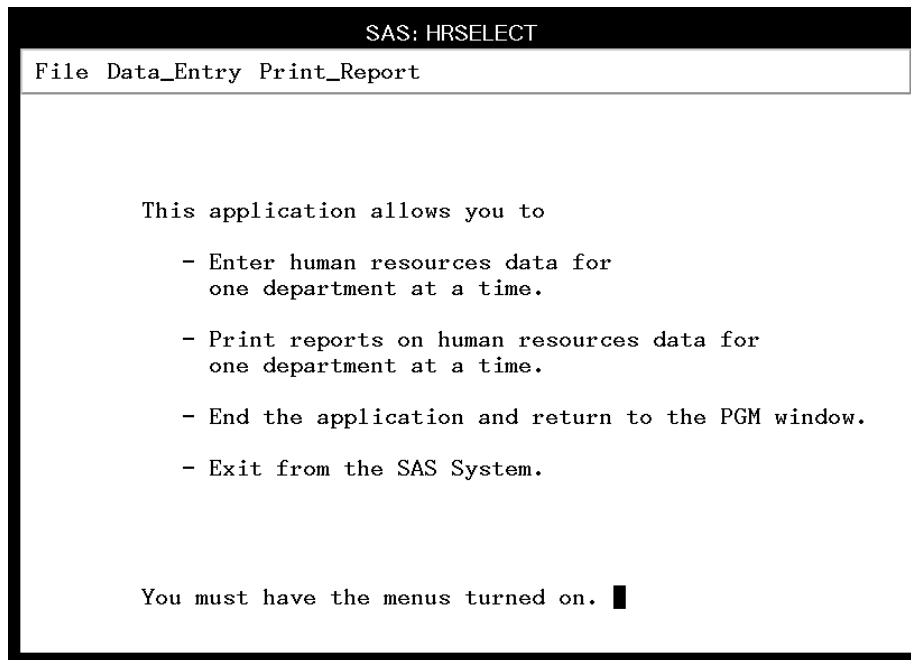 SAS: HRSELECT
File Data_Entry Print_Report
This application allows you to
- Enter human resources data for
one department at a time.
- Print reports on human resources data for
one department at a time.
- End the application and return to the PGM window.
- Exit from the SAS System.
You must have the menus turned on.